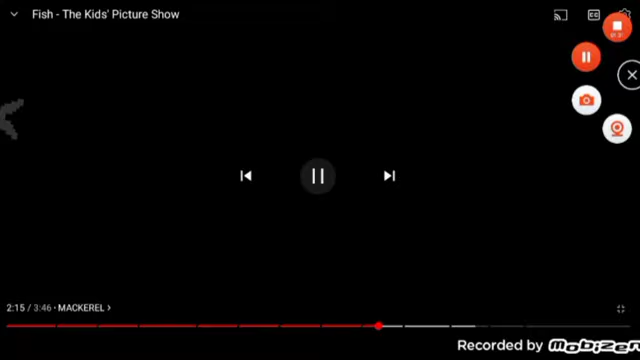 Fish - The Kids' Picture Show
2:15 / 3:46 • MACKEREL
Recorded by MOBIZEN